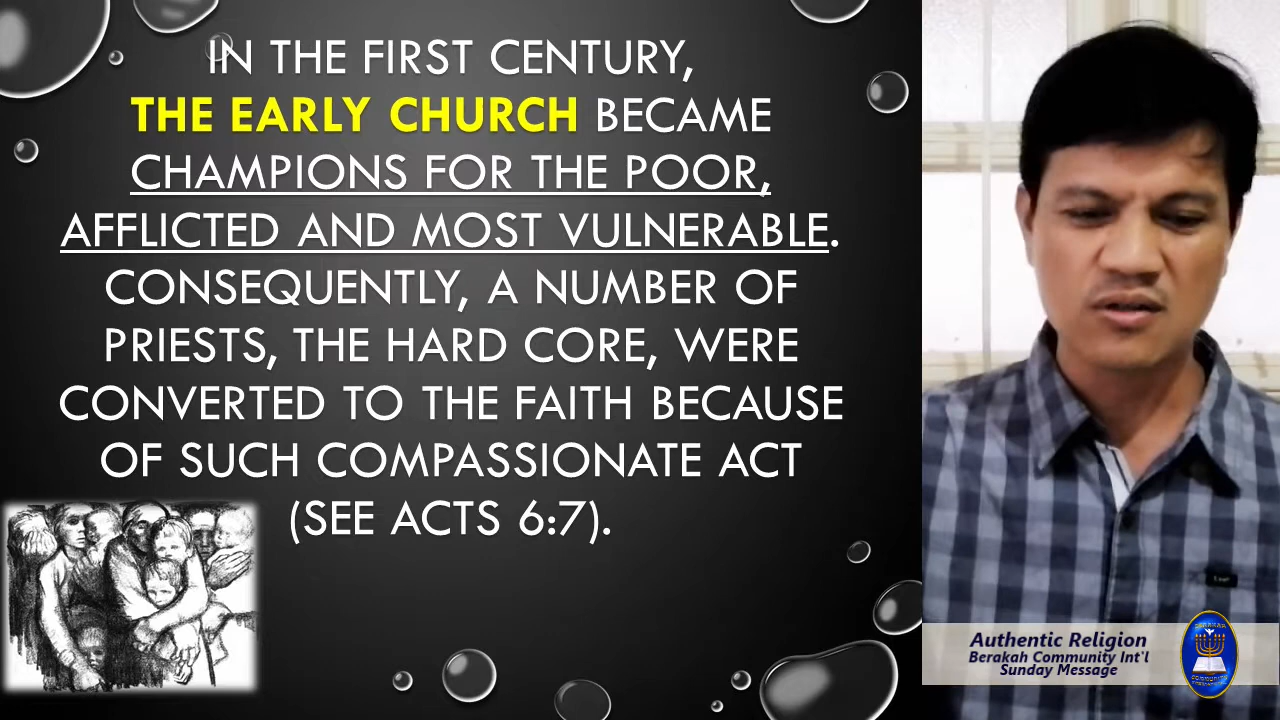 IN THE FIRST CENTURY,
THE EARLY CHURCH BECAME
CHAMPIONS FOR THE POOR,
AFFLICTED AND MOST VULNERABLE.
CONSEQUENTLY, A NUMBER OF
PRIESTS, THE HARD CORE, WERE
CONVERTED TO THE FAITH BECAUSE
OF SUCH COMPASSIONATE ACT
(SEE ACTS 6:7).
Authentic Religion
Berakah Community Int'l
Sunday Message
BERAKAH
COMMUNITY